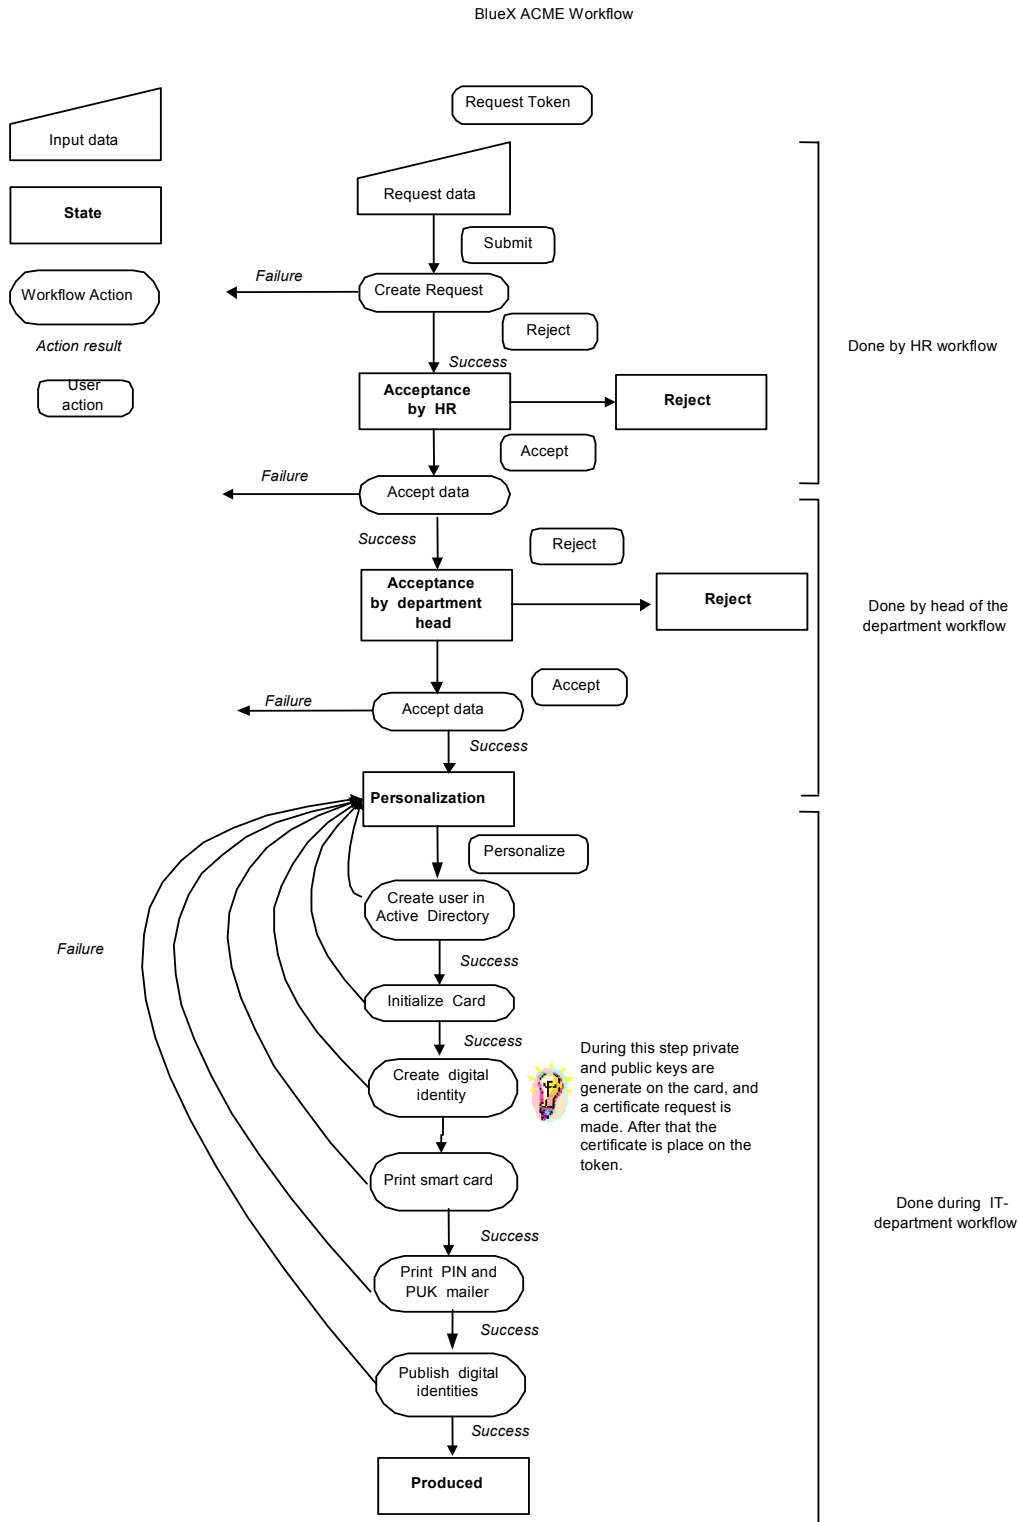 BlueX ACME Workflow
Request Token
Input data
Request data
State
Submit
Failure
Workflow Action
Create Request
Reject
Action result
Done by HR workflow
Success
User
action
Acceptance
by HR
Reject
Accept
Failure
Accept data
Success
Reject
Acceptance
by department
head
Reject
Done by head of the
department workflow
Accept
Failure
Accept data
Success
Personalization
Personalize
Create user in
Active Directory
Failure
Success
Initialize Card
Success
During this step private
and public keys are
generate on the card, and
a certificate request is
made. After that the
certificate is place on the
token.
Create digital
identity
Print smart card
Done during IT-
department workflow
Success
Print PIN and
PUK mailer
Success
Publish digital
identities
Success
Produced